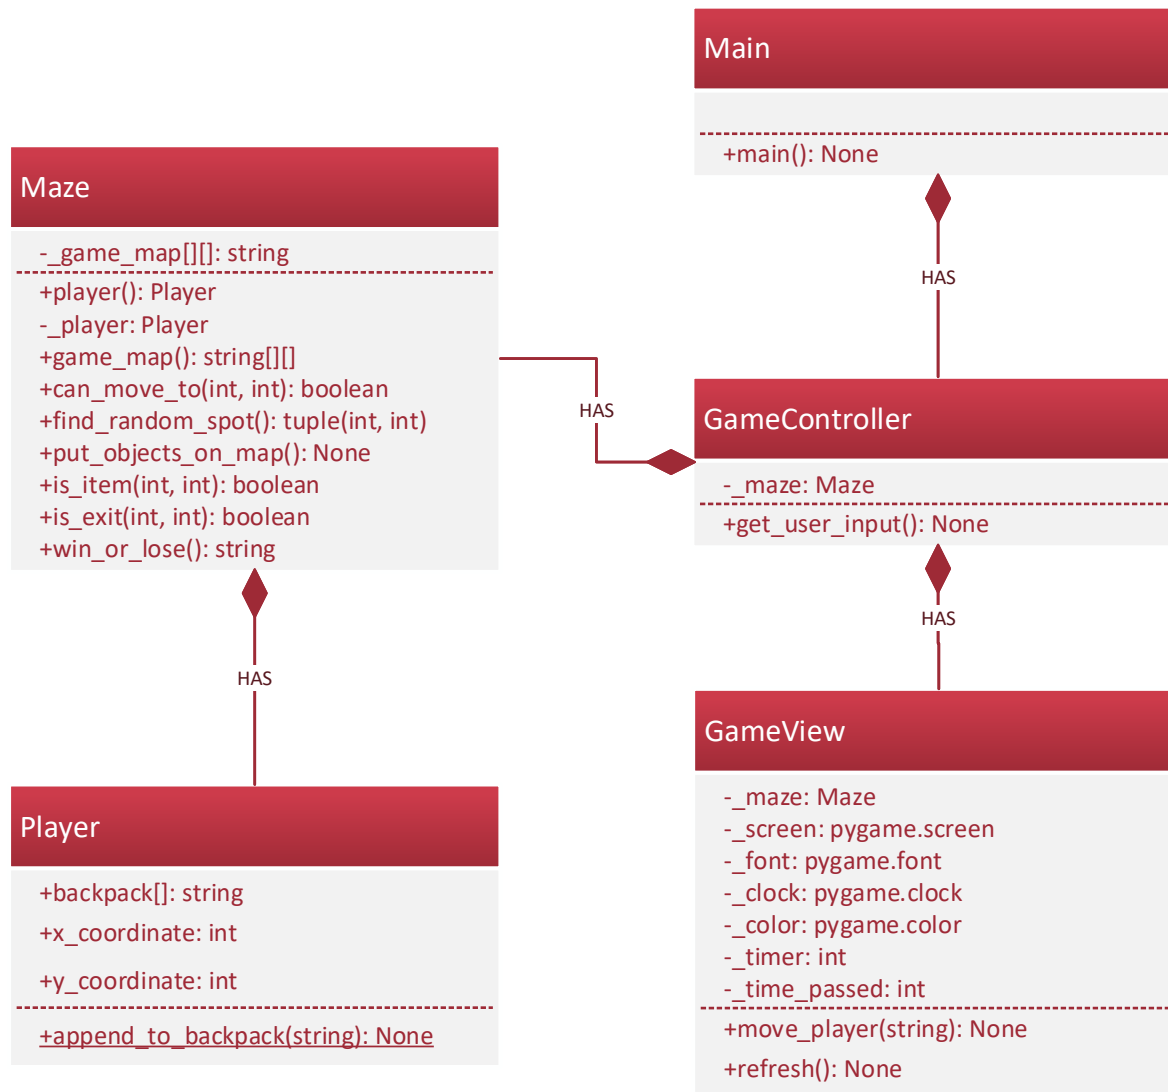 Main
+main(): None
HAS
Maze
-_game_map[][]: string
+player(): Player
-_player: Player
+game_map(): string[][]
+can_move_to(int, int): boolean
+find_random_spot(): tuple(int, int)
+put_objects_on_map(): None
+is_item(int, int): boolean
+is_exit(int, int): boolean
+win_or_lose(): string
HAS
GameController
-_maze: Maze
+get_user_input(): None
HAS
HAS
Player
+backpack[]: string
+x_coordinate: int
+y_coordinate: int
+append_to_backpack(string): None
GameView
-_maze: Maze
-_screen: pygame.screen
-_font: pygame.font
-_clock: pygame.clock
-_color: pygame.color
-_timer: int
-_time_passed: int
+move_player(string): None
+refresh(): None